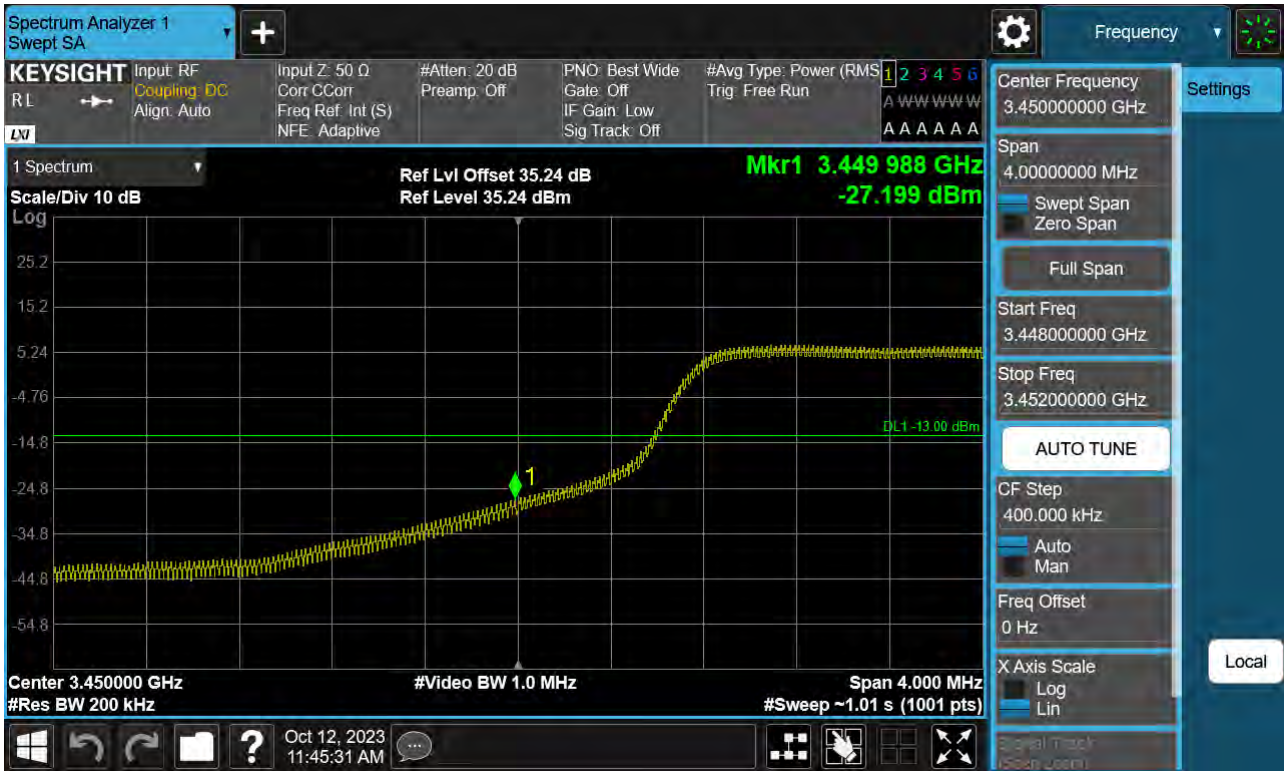 Spectrum Analyzer 1
Swept SA
+
Frequency
KEYSIGHT
RL
LXI
Input: RF
Coupling: DC
Align: Auto
Input Z: 50 Ω
Corr CCorr
Freq Ref: Int (S)
NFE: Adaptive
#Atten: 20 dB
Preamp: Off
PNO: Best Wide
Gate: Off
IF Gain: Low
Sig Track: Off
#Avg Type: Power (RMS
Trig: Free Run
1 2 3 4 5 6
A W W W W W
A A A A A A
1 Spectrum
Scale/Div 10 dB
Log
Ref Lvl Offset 35.24 dB
Ref Level 35.24 dBm
Mkr1 3.449 988 GHz
-27.199 dBm
25.2
15.2
5.24
-4.76
-14.8
-24.8
-34.8
-44.8
-54.8
DL1 -13.00 dBm
1
Center 3.450000 GHz
#Res BW 200 kHz
#Video BW 1.0 MHz
Span 4.000 MHz
#Sweep ~1.01 s (1001 pts)
Center Frequency
3.450000000 GHz
Span
4.00000000 MHz
Swept Span
Zero Span
Full Span
Start Freq
3.448000000 GHz
Stop Freq
3.452000000 GHz
AUTO TUNE
CF Step
400.000 kHz
Auto
Man
Freq Offset
0 Hz
X Axis Scale
Log
Lin
Signal Track
(Span Zoom)
Settings
Local
?
Oct 12, 2023
11:45:31 AM